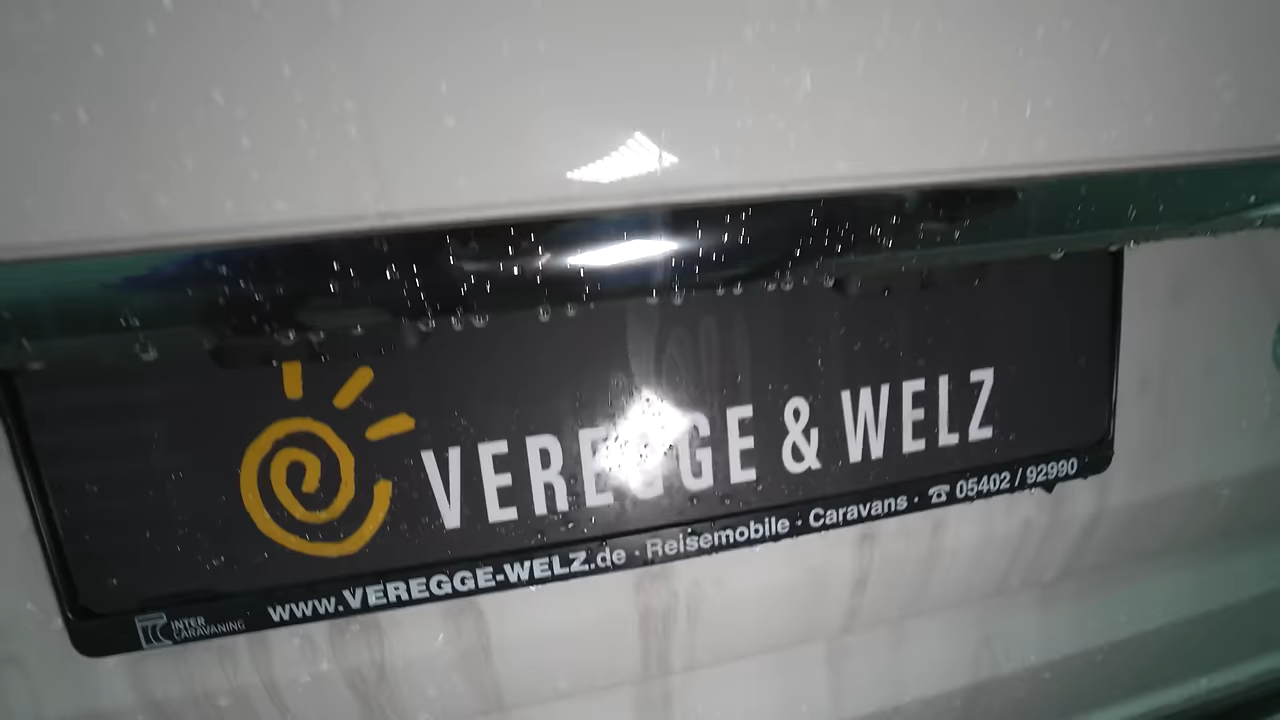 VEREGGE & WELZ
INTER
CARAVANING
www.VEREGGE-WELZ.de · Reisemobile · Caravans · ☎ 05402 / 92990